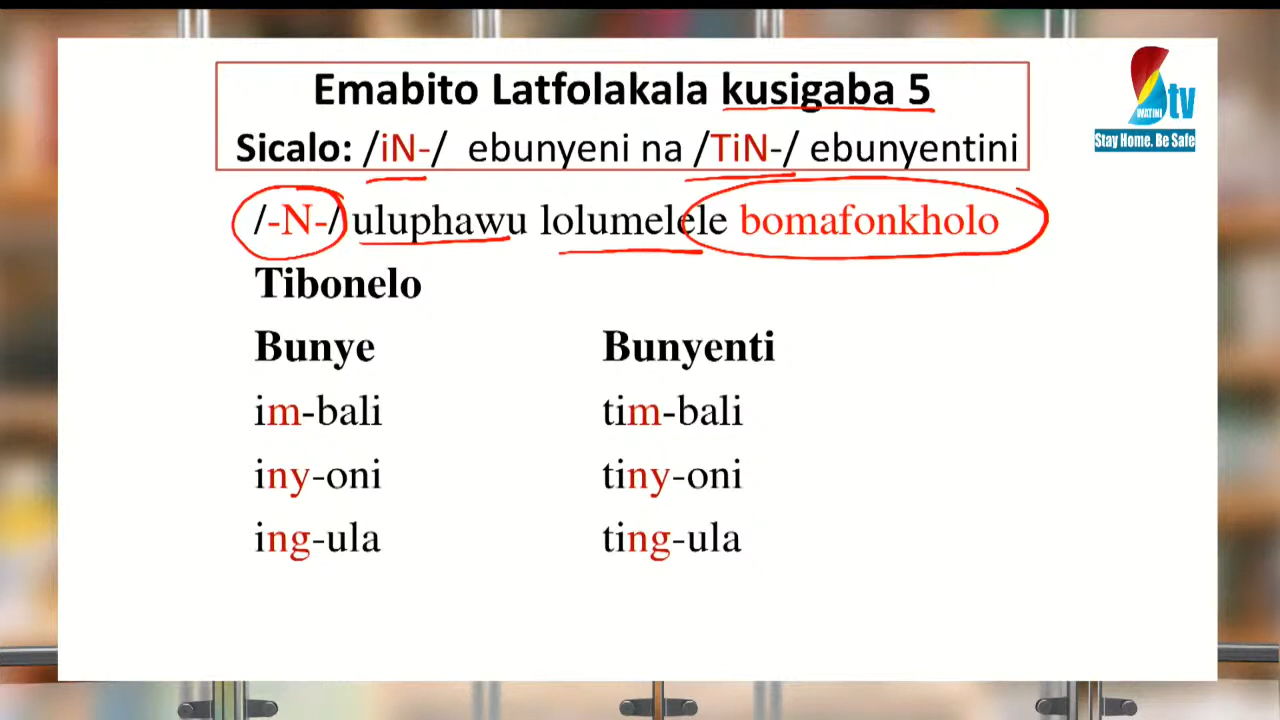 Emabito Latfolakala kusigaba 5
Sicalo: /iN-/ ebunyeni na /TiN-/ ebunyentini
/-N-/ uluphawu lolumelele bomafonkholo
Tibonelo
Bunye Bunyenti
im-bali tim-bali
iny-oni tiny-oni
ing-ula ting-ula
WATINI tv
Stay Home. Be Safe